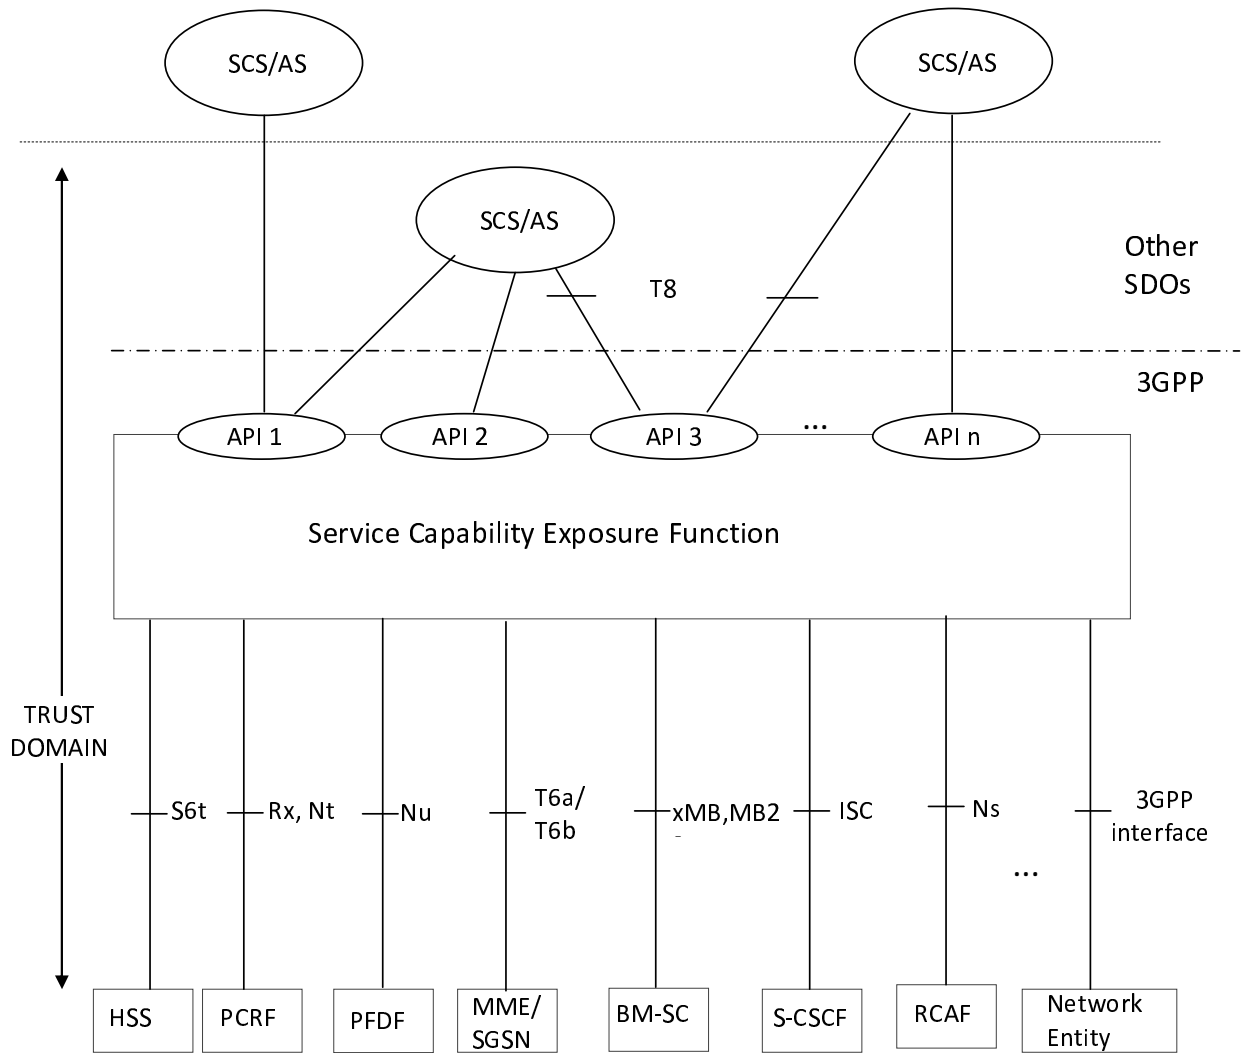 SCS/AS
SCS/AS
SCS/AS
Other
SDOs
T8
3GPP
API 1
API 2
API 3
...
API n
Service Capability Exposure Function
TRUST
DOMAIN
S6t
Rx, Nt
Nu
T6a/
T6b
xMB,MB2
ISC
Ns
3GPP
interface
...
HSS
PCRF
PFDF
MME/
SGSN
BM-SC
S-CSCF
RCAF
Network
Entity